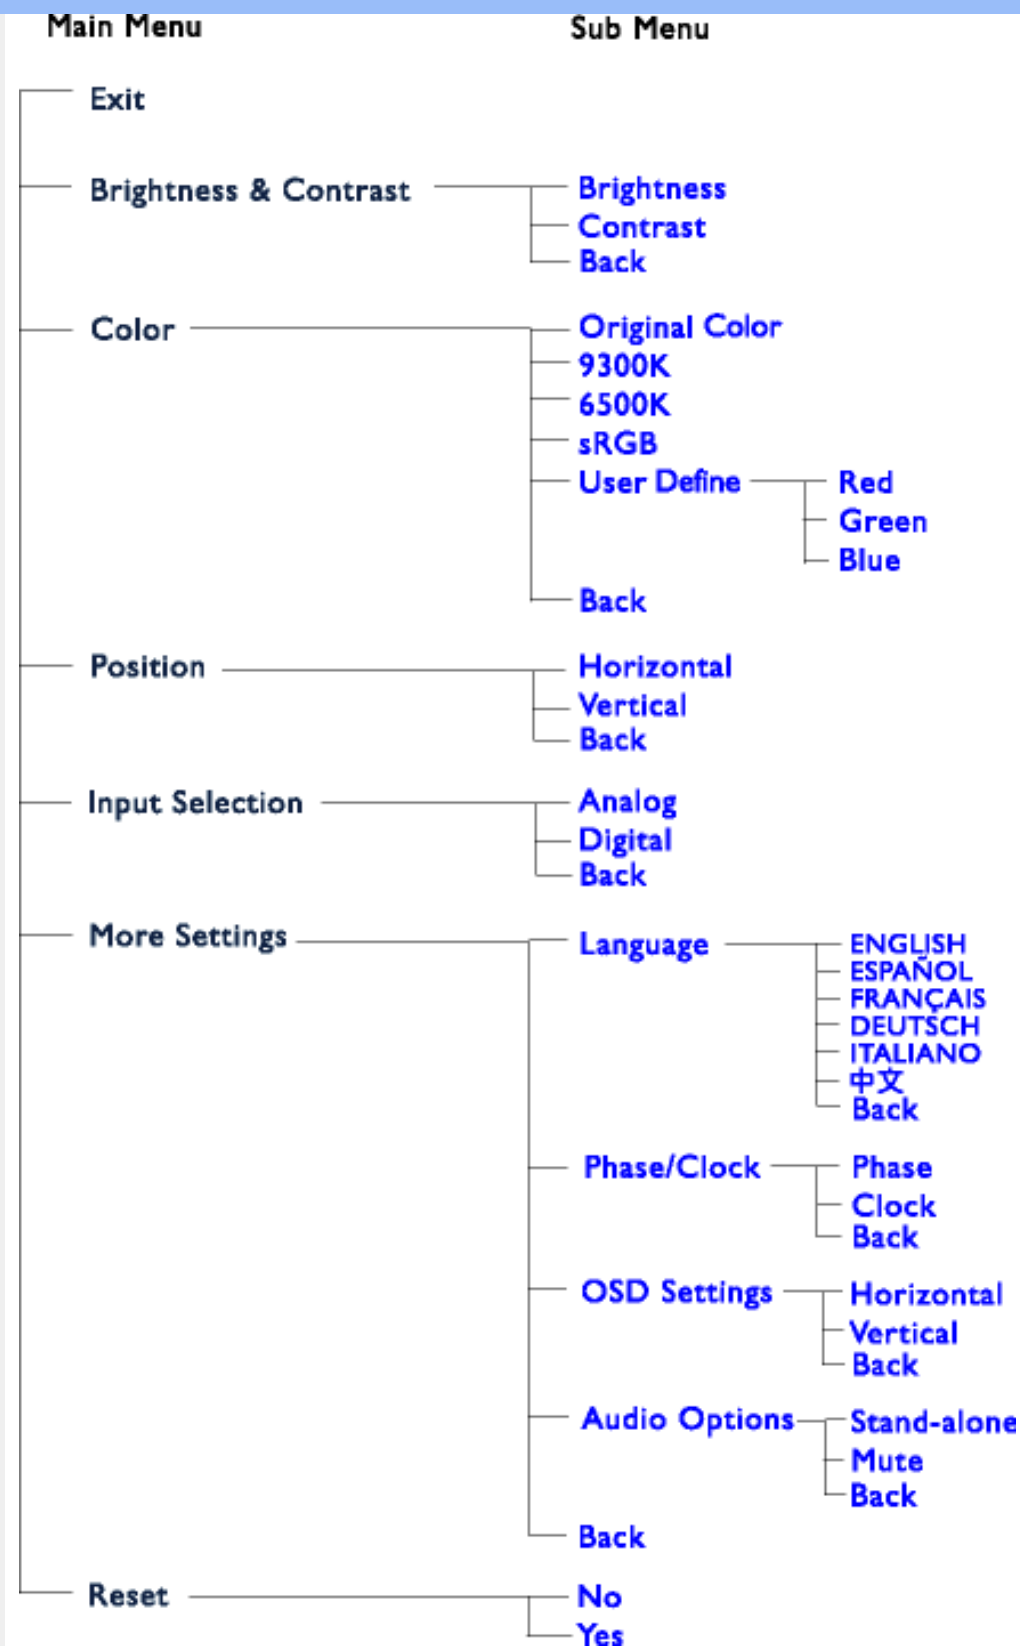 Main Menu Sub Menu
Exit
Brightness & Contrast Brightness
Contrast
Back
Color Original Color
9300K
6500K
sRGB
User Define Red
Green
Blue
Back
Position Horizontal
Vertical
Back
Input Selection Analog
Digital
Back
More Settings Language ENGLISH
ESPAÑOL
FRANÇAIS
DEUTSCH
ITALIANO
中文
Back
Phase/Clock Phase
Clock
Back
OSD Settings Horizontal
Vertical
Back
Audio Options Stand-alone
Mute
Back
Back
Reset No
Yes